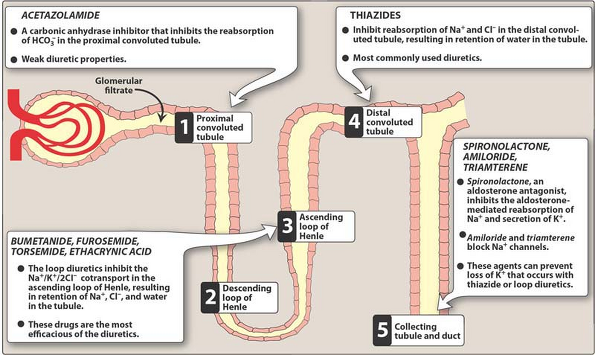 ACETAZOLAMIDE
● A carbonic anhydrase inhibitor that inhibits the reabsorption
of HCO₃⁻ in the proximal convoluted tubule.
● Weak diuretic properties.
THIAZIDES
● Inhibit reabsorption of Na⁺ and Cl⁻ in the distal convol-
uted tubule, resulting in retention of water in the tubule.
● Most commonly used diuretics.
Glomerular
filtrate
1 Proximal
convoluted
tubule
4 Distal
convoluted
tubule
SPIRONOLACTONE,
AMILORIDE,
TRIAMTERENE
● Spironolactone, an
aldosterone antagonist,
inhibits the aldosterone-
mediated reabsorption of
Na⁺ and secretion of K⁺.
● Amiloride and triamterene
block Na⁺ channels.
● These agents can prevent
loss of K⁺ that occurs with
thiazide or loop diuretics.
3 Ascending
loop of
Henle
BUMETANIDE, FUROSEMIDE,
TORSEMIDE, ETHACRYNIC ACID
● The loop diuretics inhibit the
Na⁺/K⁺/2Cl⁻ cotransport in the
ascending loop of Henle, resulting
in retention of Na⁺, Cl⁻, and water
in the tubule.
● These drugs are the most
efficacious of the diuretics.
2 Descending
loop of
Henle
5 Collecting
tubule and duct